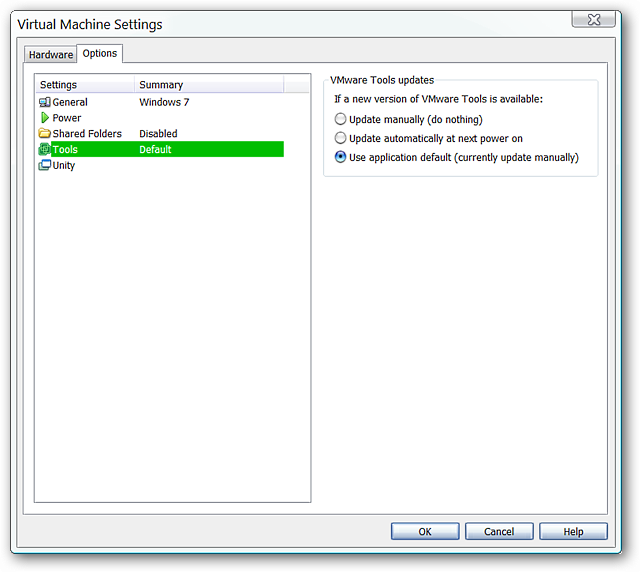 Virtual Machine Settings
Hardware Options
Settings Summary
General Windows 7
Power
Shared Folders Disabled
Tools Default
Unity
VMware Tools updates
If a new version of VMware Tools is available:
Update manually (do nothing)
Update automatically at next power on
Use application default (currently update manually)
OK Cancel Help